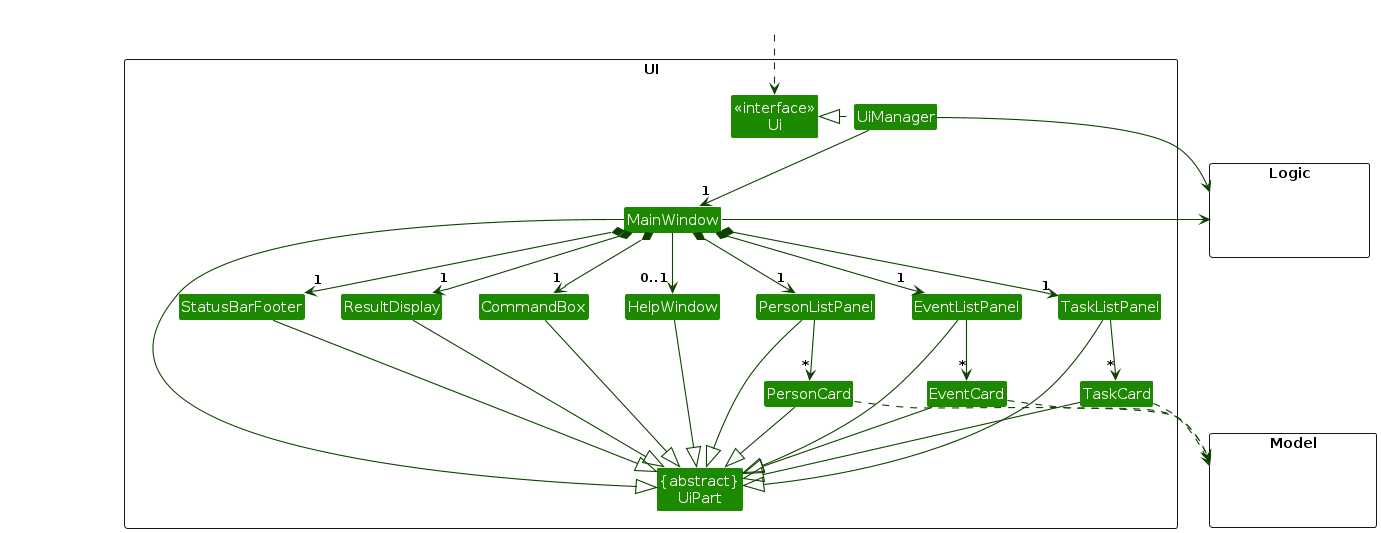 UI
«interface»
Ui
UiManager
Logic
1
MainWindow
1
1
1
0..1
1
1
1
StatusBarFooter
ResultDisplay
CommandBox
HelpWindow
PersonListPanel
EventListPanel
TaskListPanel
*
*
*
PersonCard
EventCard
TaskCard
Model
{abstract}
UiPart